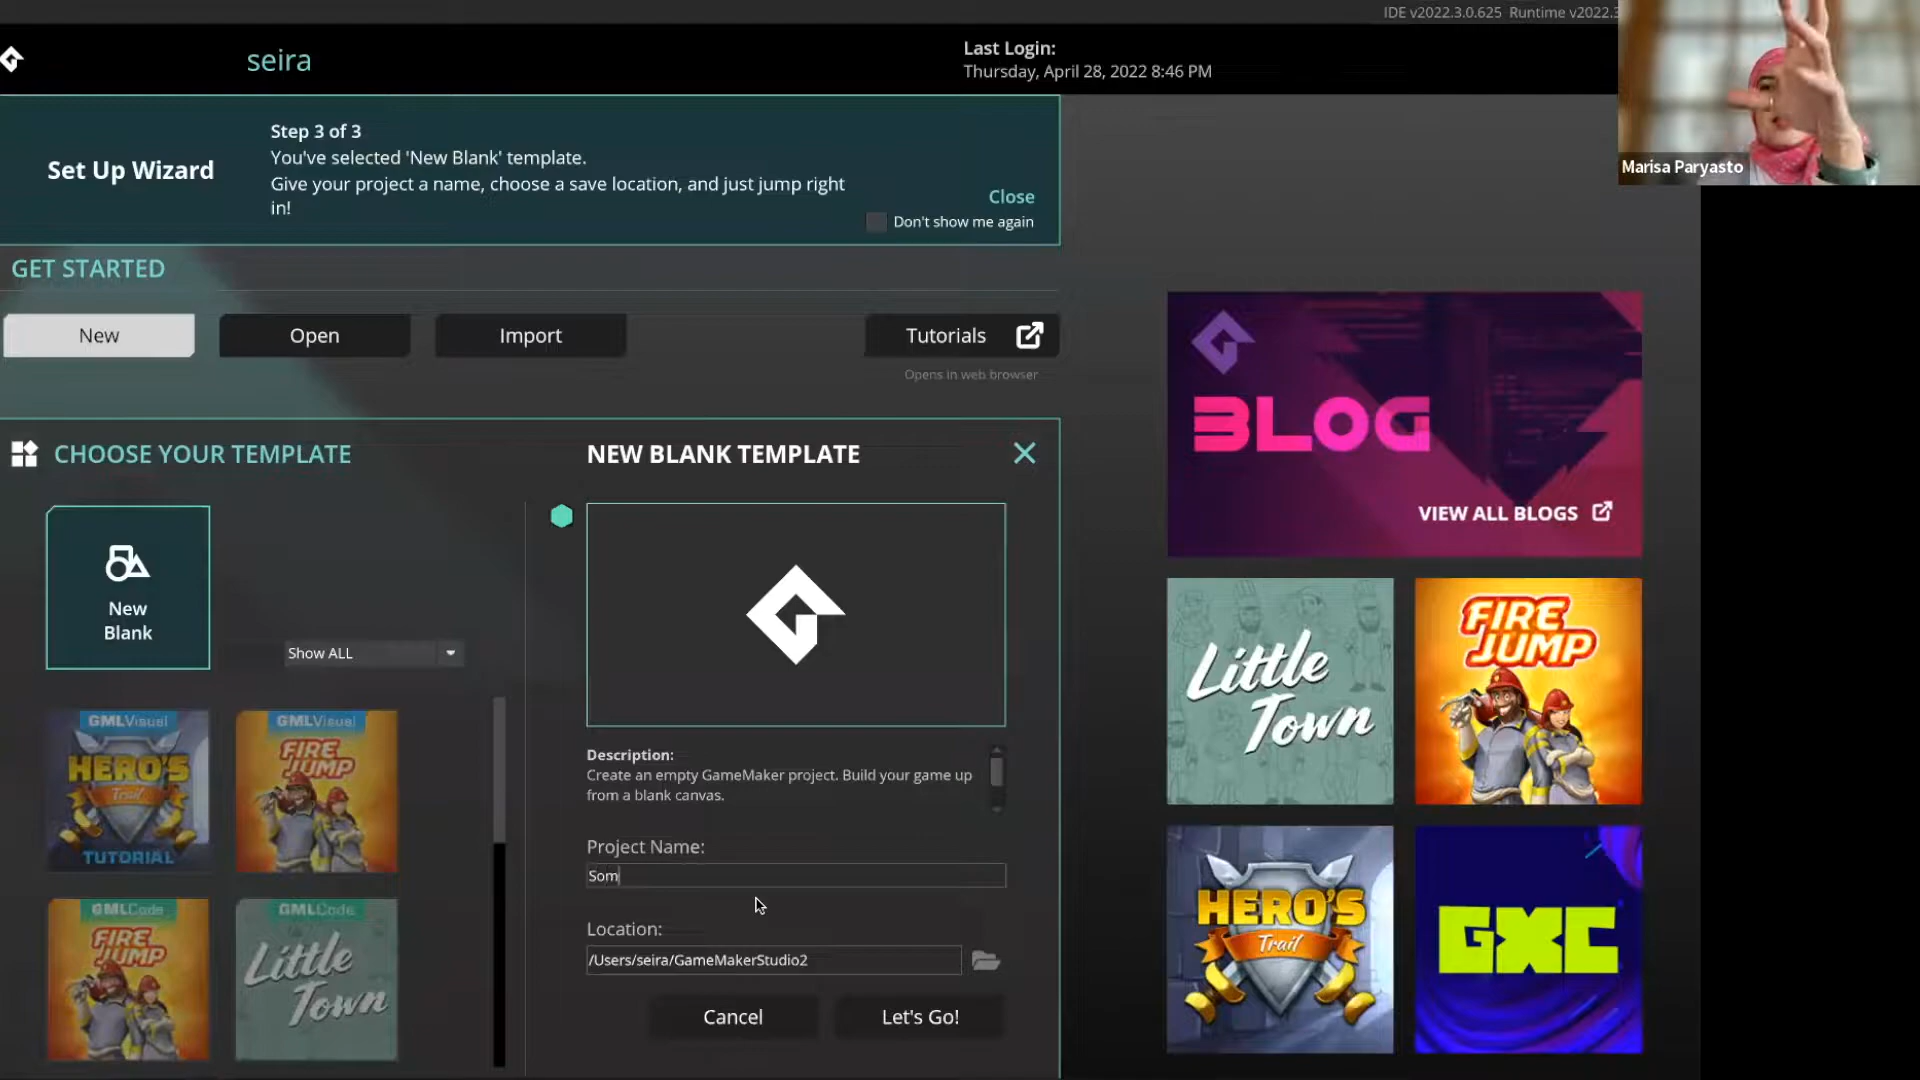 IDE v2022.3.0.625 Runtime v2022.3
seira
Last Login:
Thursday, April 28, 2022 8:46 PM
Marisa Paryasto
Set Up Wizard
Step 3 of 3
You've selected 'New Blank' template.
Give your project a name, choose a save location, and just jump right
in!
Close
Don't show me again
GET STARTED
New
Open
Import
Tutorials
Opens in web browser
BLOG
VIEW ALL BLOGS
CHOOSE YOUR TEMPLATE
NEW BLANK TEMPLATE
New
Blank
Show ALL
GMLVisual
HERO'S
Trail
TUTORIAL
GMLVisual
FIRE
JUMP
GMLCode
FIRE
JUMP
GMLCode
Little
Town
Description:
Create an empty GameMaker project. Build your game up
from a blank canvas.
Project Name:
Som
Location:
/Users/seira/GameMakerStudio2
Cancel
Let's Go!
Little
Town
FIRE
JUMP
HERO'S
Trail
GXC